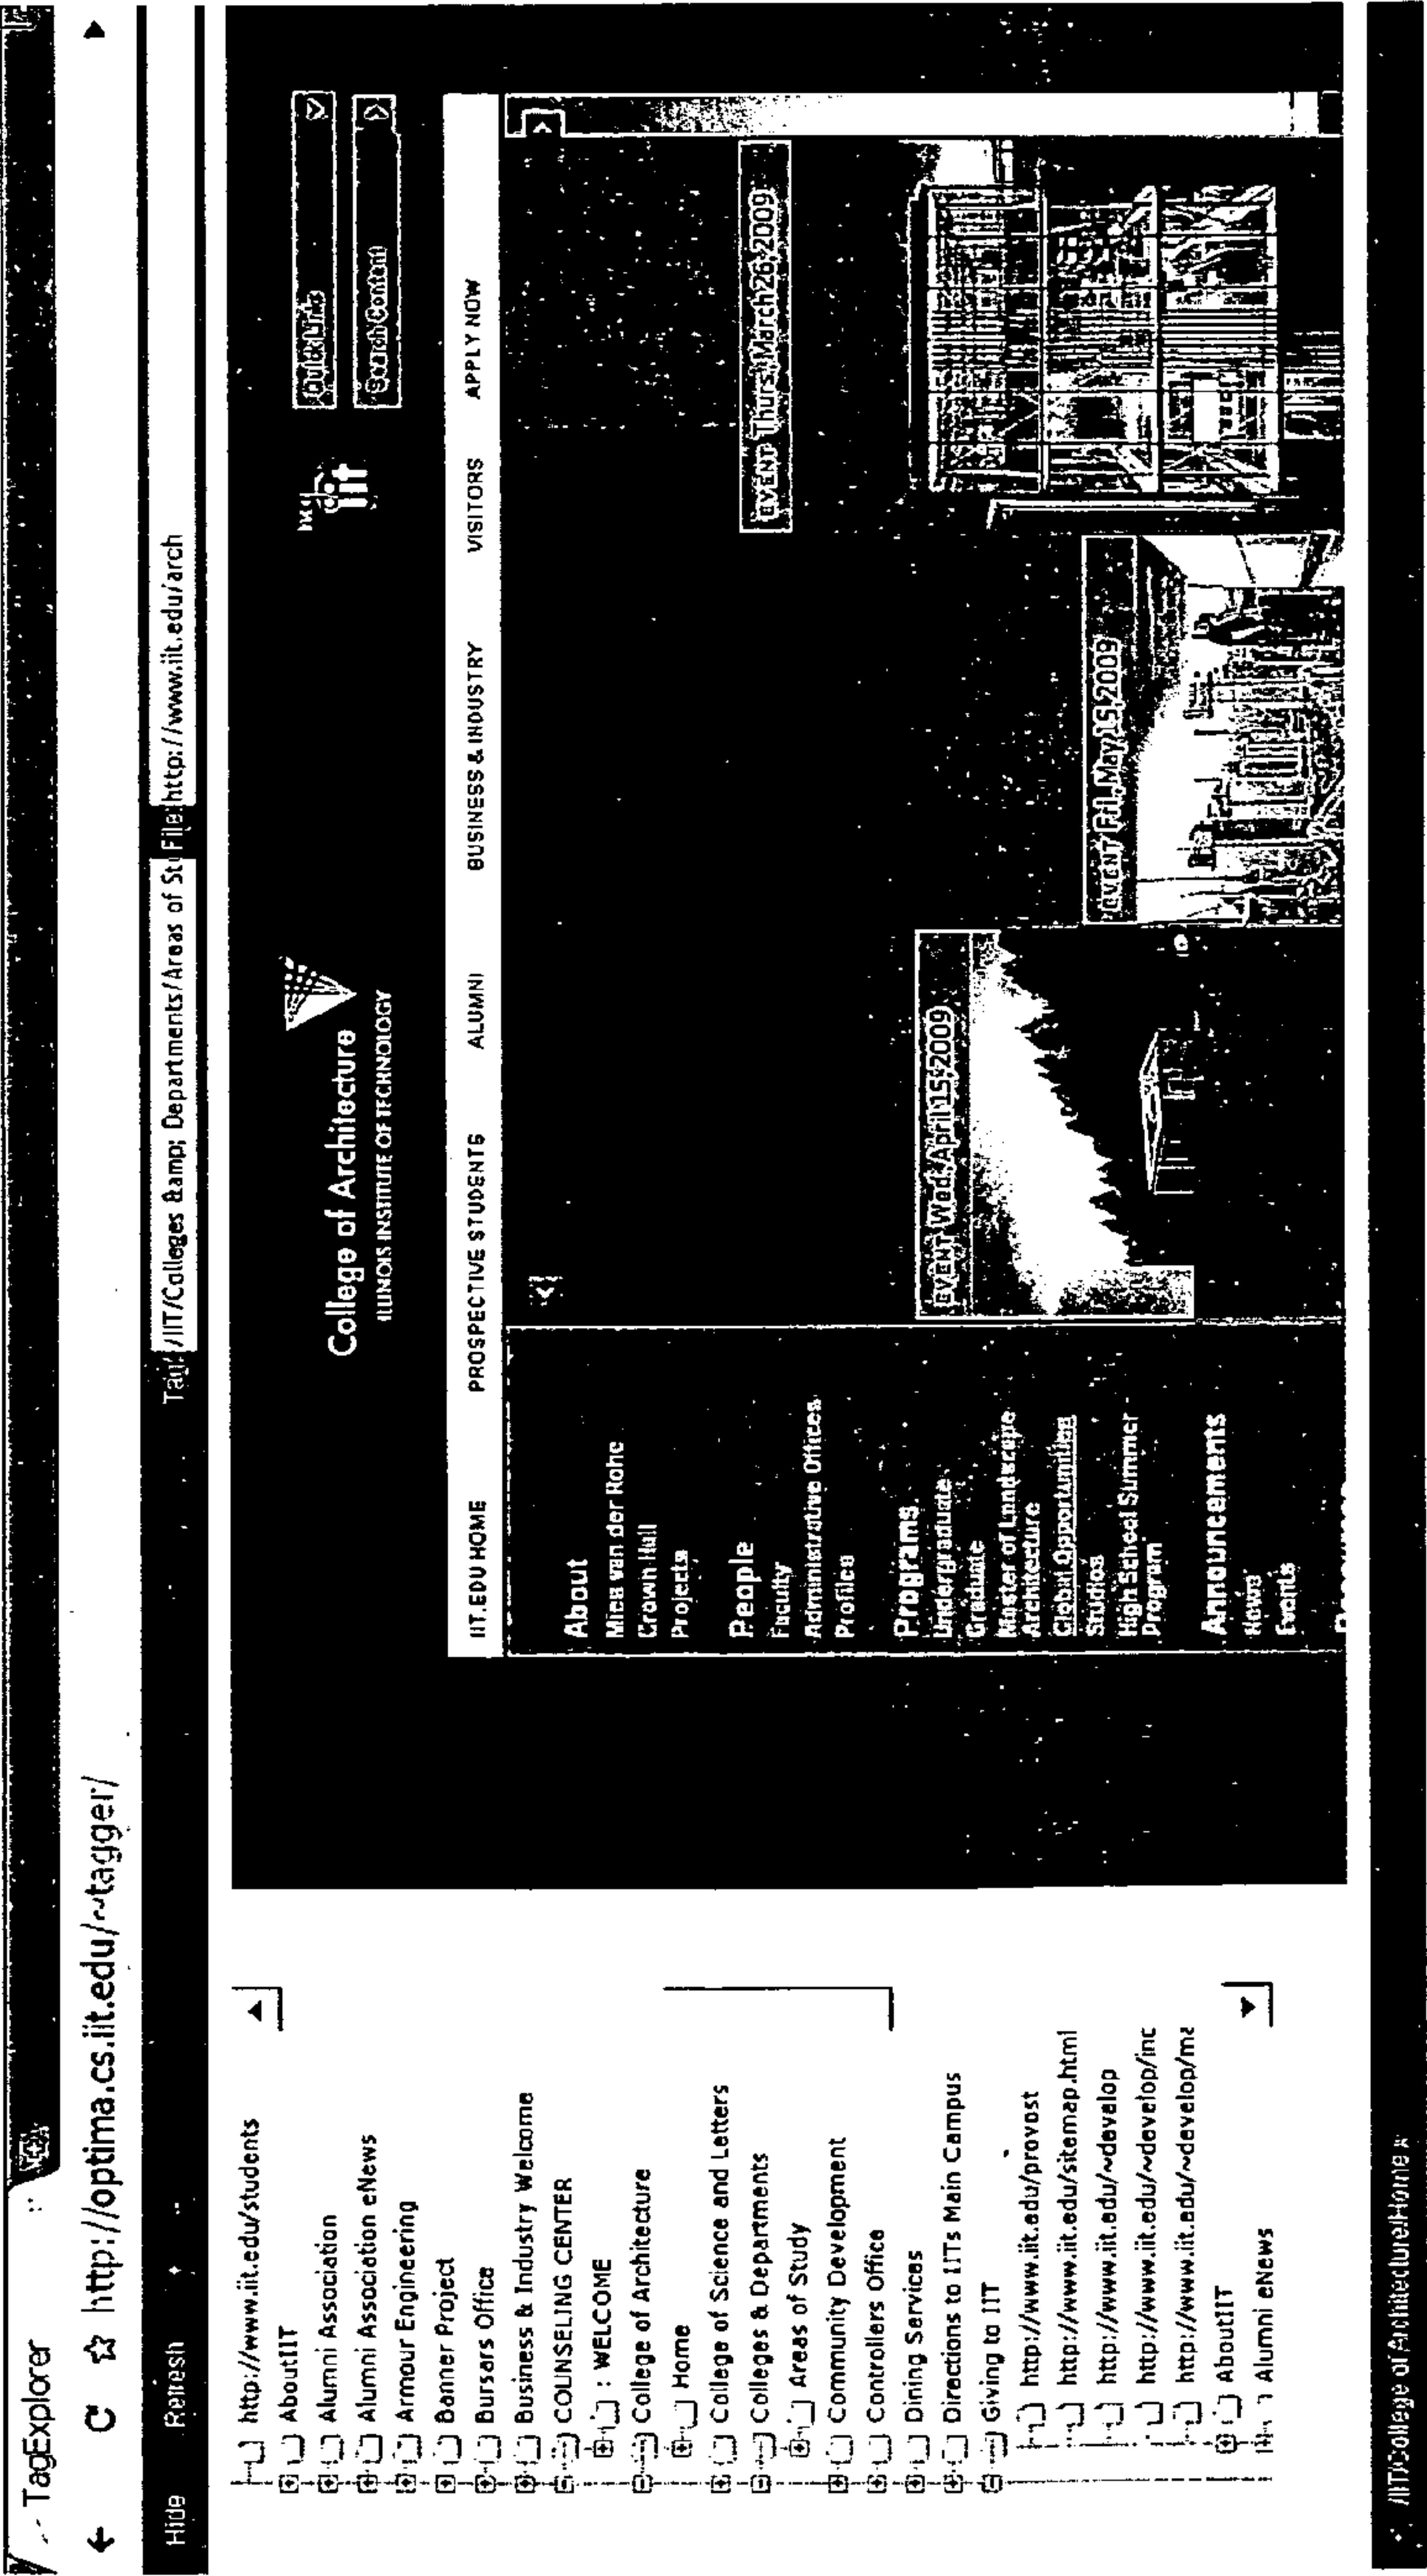 TagExplorer
http://optima.cs.iit.edu/~tagger/
Hide Refresh
Tag: /IIT/Colleges &amp; Departments/Areas of St File: http://www.iit.edu/arch
http://www.iit.edu/students
AboutIIT
Alumni Association
Alumni Association eNews
Armour Engineering
Banner Project
Bursars Office
Business & Industry Welcome
COUNSELING CENTER
: WELCOME
College of Architecture
Home
College of Science and Letters
Colleges & Departments
Areas of Study
Community Development
Controllers Office
Dining Services
Directions to IITs Main Campus
Giving to IIT
http://www.iit.edu/provost
http://www.iit.edu/sitemap.html
http://www.iit.edu/~develop
http://www.iit.edu/~develop/inc
http://www.iit.edu/~develop/ma
AboutIIT
Alumni eNews
College of Architecture
ILLINOIS INSTITUTE OF TECHNOLOGY
iit
Quick Links
Search Content
IIT.EDU HOME PROSPECTIVE STUDENTS ALUMNI BUSINESS & INDUSTRY VISITORS APPLY NOW
About
Mies van der Rohe
Crown Hall
Projects
People
Faculty
Administrative Offices
Profiles
Programs
Undergraduate
Graduate
Master of Landscape
Architecture
Global Opportunities
Studios
High School Summer
Program
Announcements
News
Events
EVENT Wed, April 15, 2009
EVENT Fri, May 15, 2009
EVENT Thurs, March 26, 2009
/IIT/College of Architecture/Home x